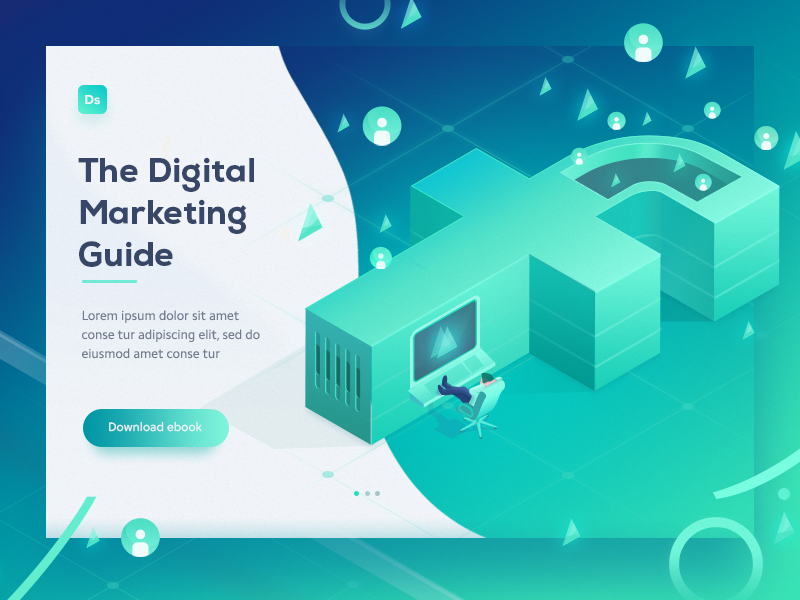 Ds
The Digital
Marketing
Guide
Lorem ipsum dolor sit amet
conse tur adipiscing elit, sed do
eiusmod amet conse tur
Download ebook